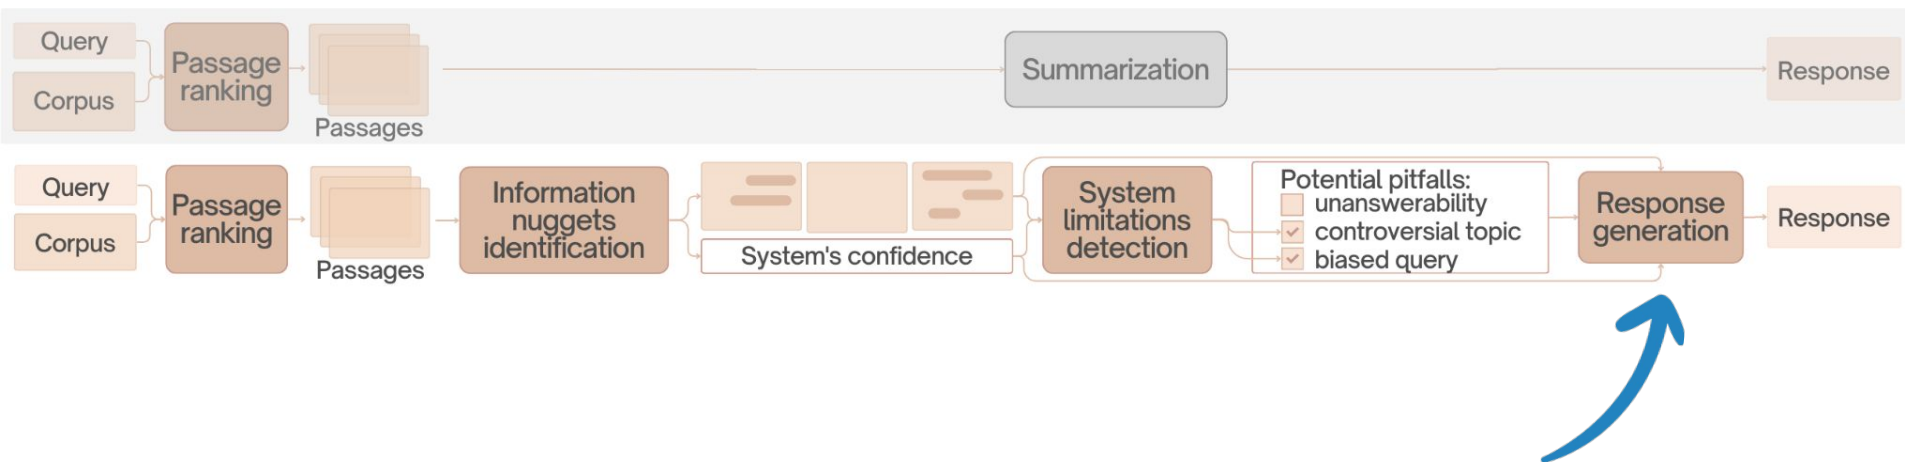 Query
Corpus
Passage
ranking
Passages
Summarization
Response
Query
Corpus
Passage
ranking
Passages
Information
nuggets
identification
System's confidence
System
limitations
detection
Potential pitfalls:
unanswerability
controversial topic
biased query
Response
generation
Response